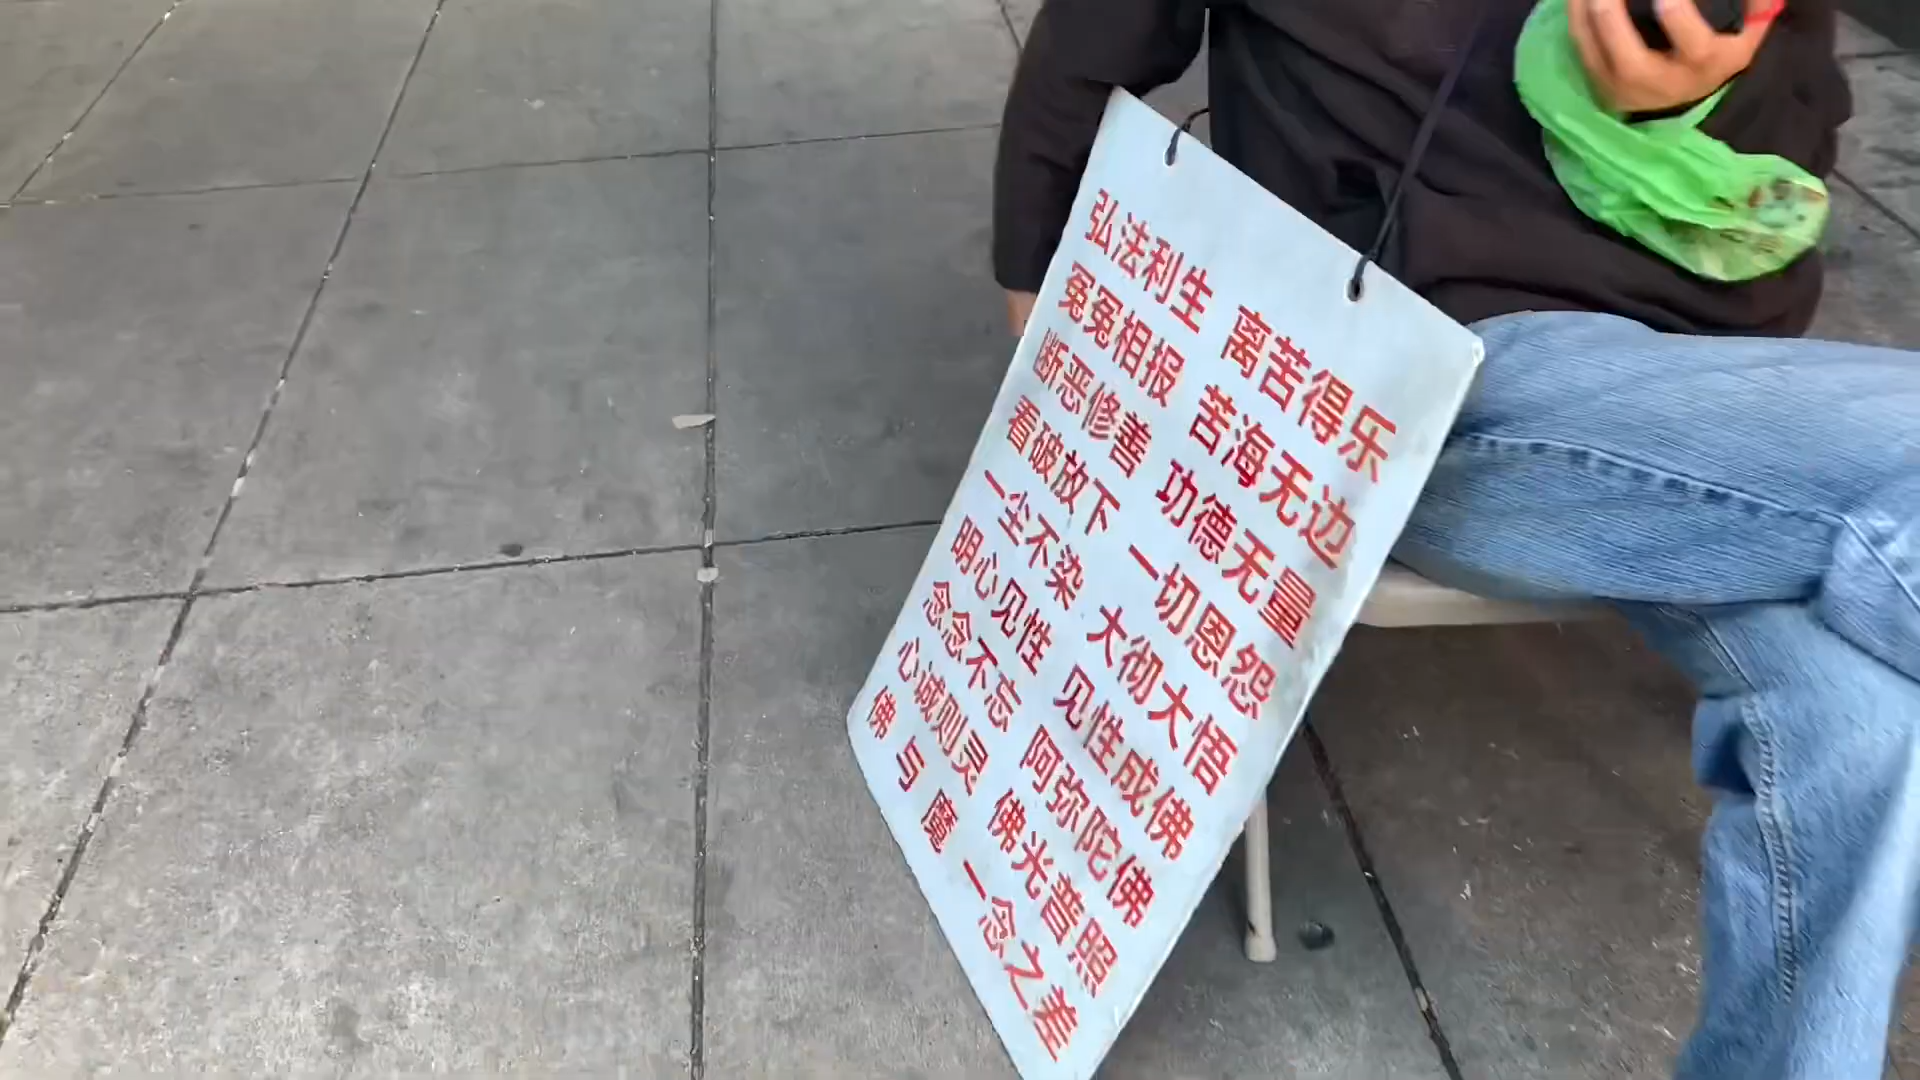 弘法利生 离苦得乐
冤冤相报 苦海无边
断恶修善 功德无量
看破放下 一切恩怨
一尘不染 大彻大悟
明心见性 见性成佛
念念不忘 阿弥陀佛
心诚则灵 佛光普照
佛与魔 一念之差